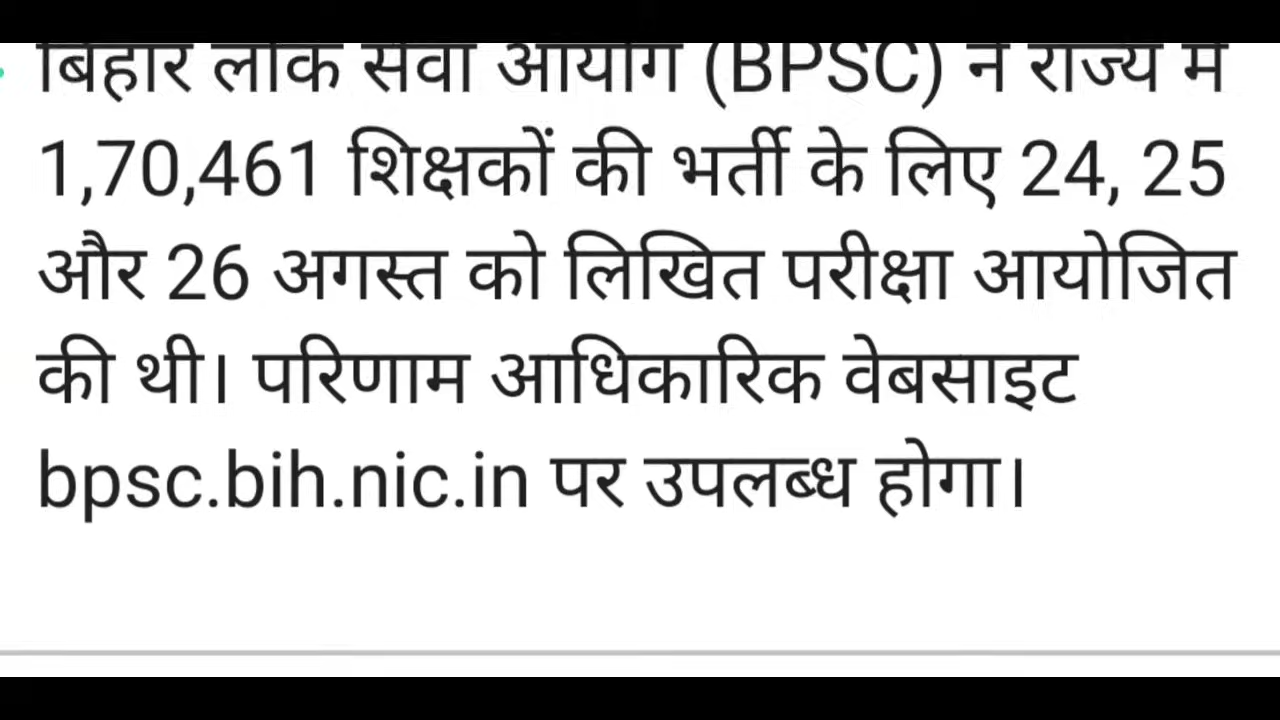 बिहार लोक सेवा आयोग (BPSC) ने राज्य में
1,70,461 शिक्षकों की भर्ती के लिए 24, 25
और 26 अगस्त को लिखित परीक्षा आयोजित
की थी। परिणाम आधिकारिक वेबसाइट
bpsc.bih.nic.in पर उपलब्ध होगा।